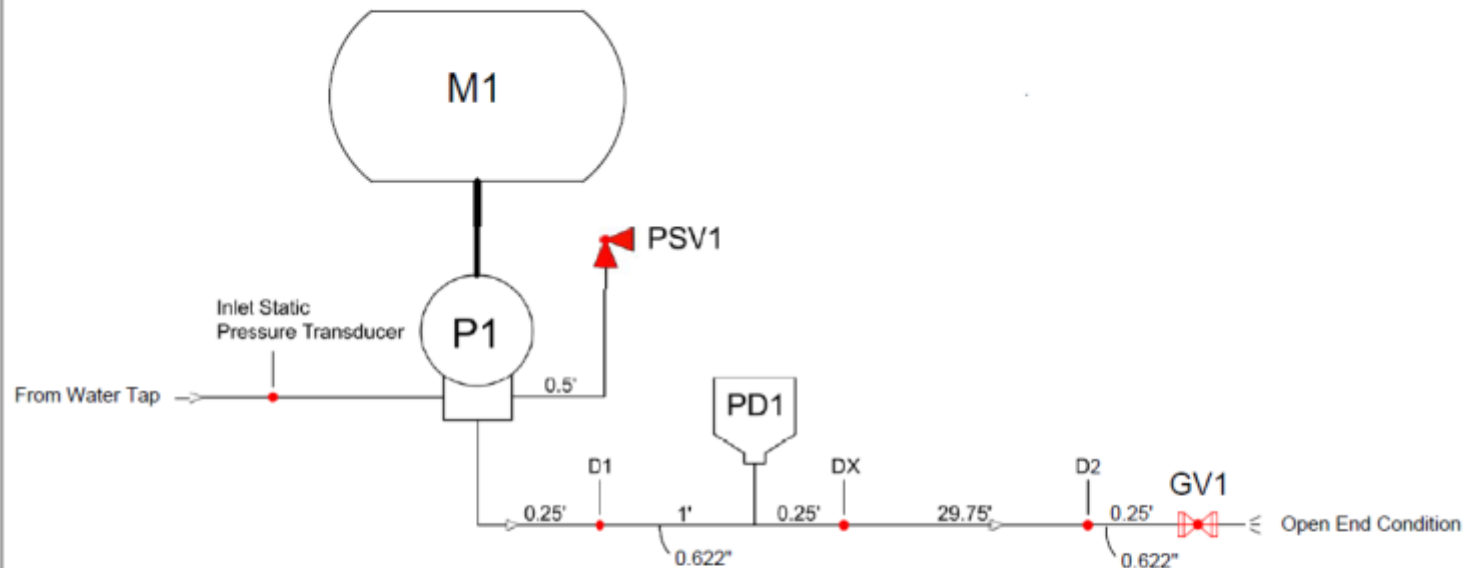 M1
PSV1
Inlet Static
Pressure Transducer
P1
From Water Tap
0.5'
PD1
D1
DX
D2
GV1
0.25'
1'
0.25'
29.75'
0.25'
Open End Condition
0.622"
0.622"